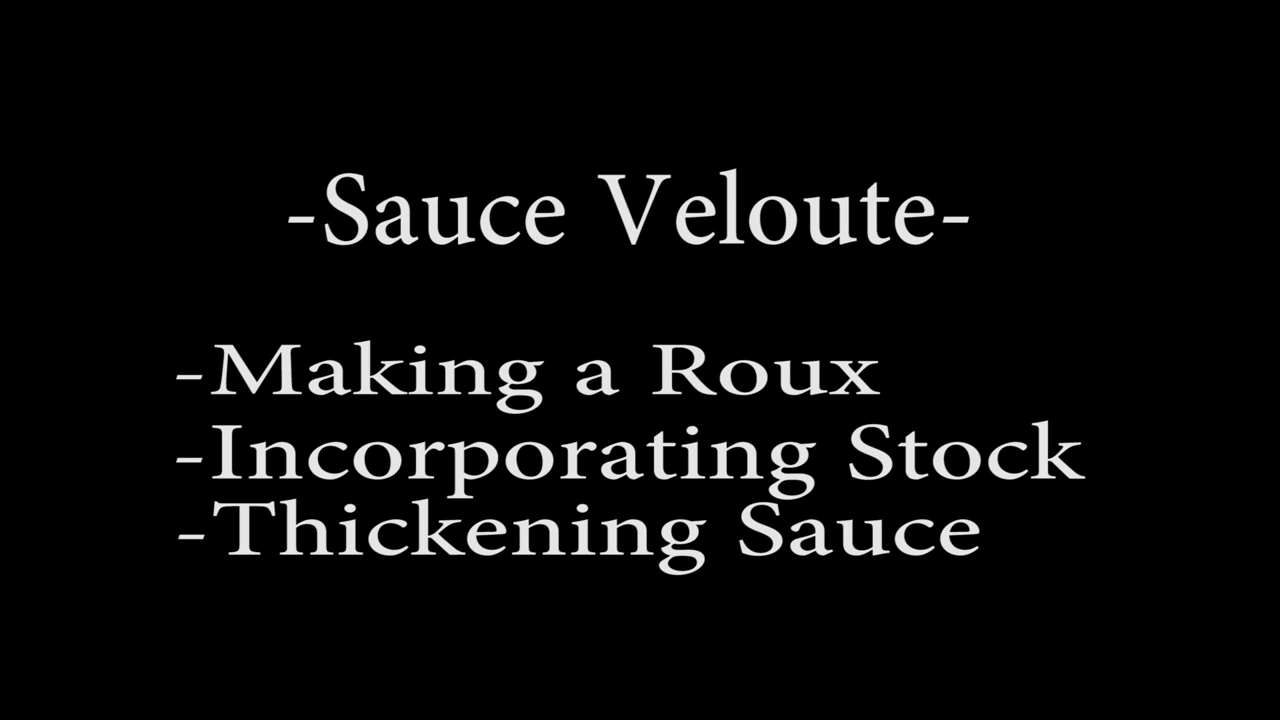 -Sauce Veloute-
-Making a Roux
-Incorporating Stock
-Thickening Sauce